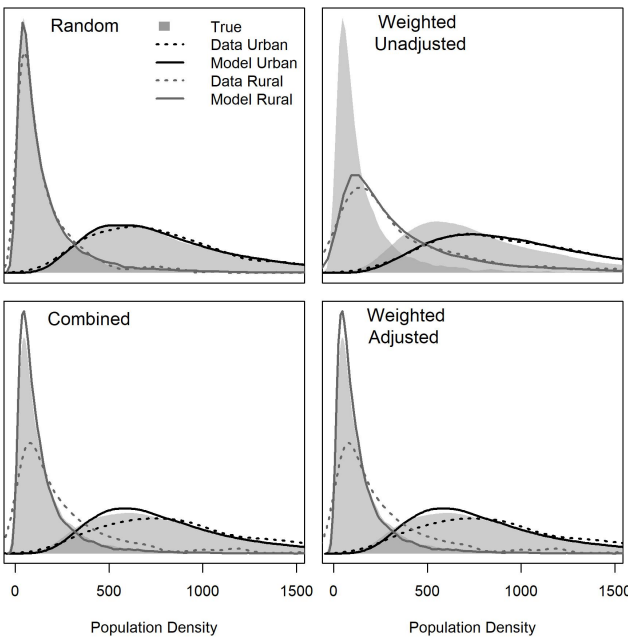 Random
True
Data Urban
Model Urban
Data Rural
Model Rural
Weighted
Unadjusted
Combined
Weighted
Adjusted
0 500 1000 1500
0 500 1000 1500
Population Density
Population Density